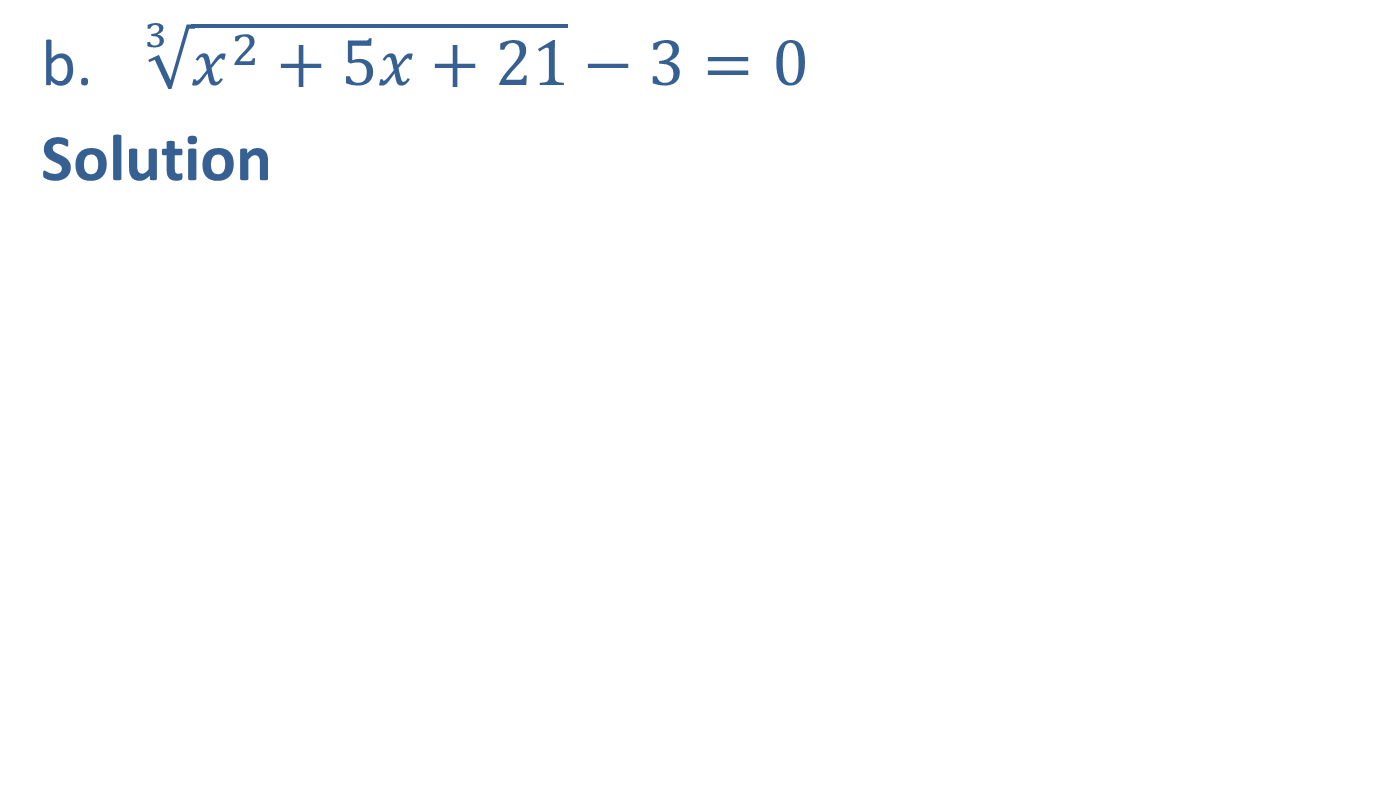 b. ∛(x² + 5x + 21) − 3 = 0
Solution